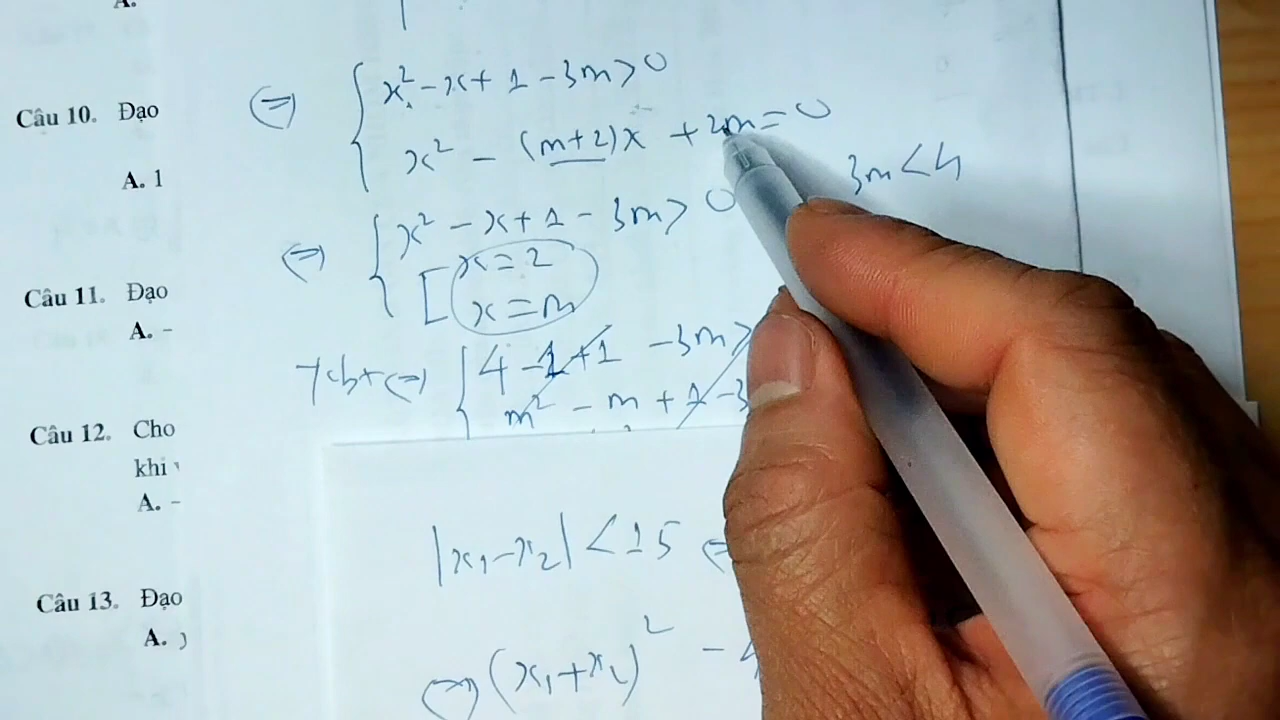 A.
⇔ { x² - x + 1 - 3m > 0
Câu 10. Đạo
x² - (m+2)x + 2m = 0
A. 1
3m < 4
⇔ { x² - x + 1 - 3m > 0
[ x = 2
Câu 11. Đạo
x = m
A. -
Ycbt ⇔ { 4 - 1 + 1 - 3m >
m² - m + 1 - 3
Câu 12. Cho
khi
A. -
|x₁ - x₂| < 15 ⇔
Câu 13. Đạo
A.
⇔ (x₁ + x₂)² - 4